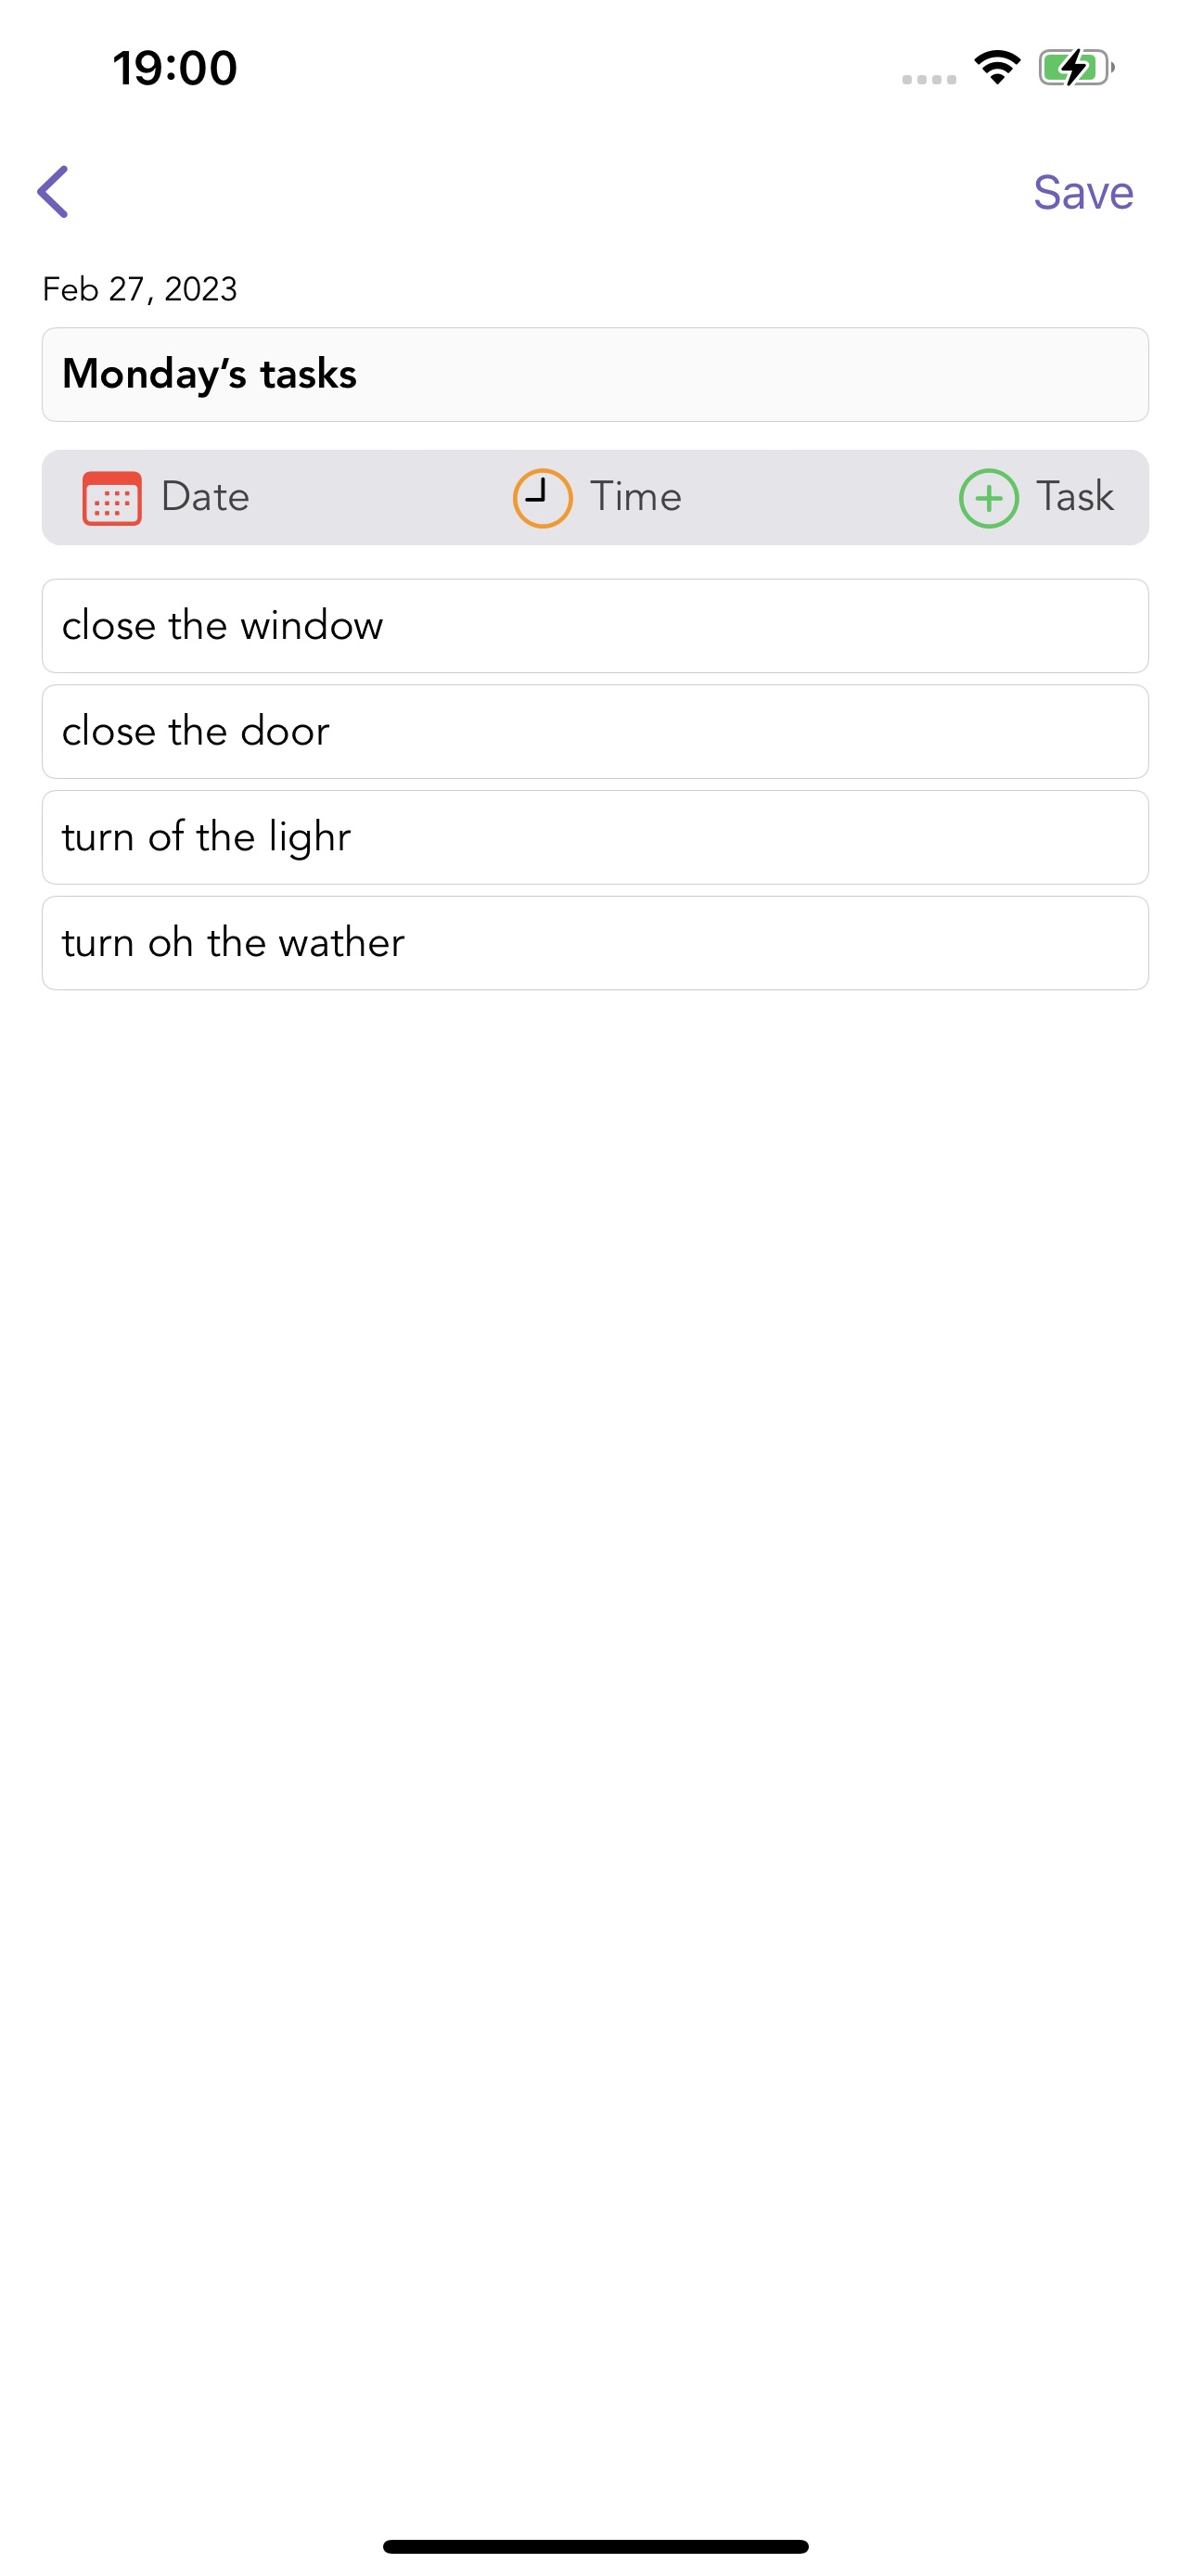 19:00
Save
Feb 27, 2023
Monday’s tasks
Date Time Task
close the window
close the door
turn of the lighr
turn oh the wather